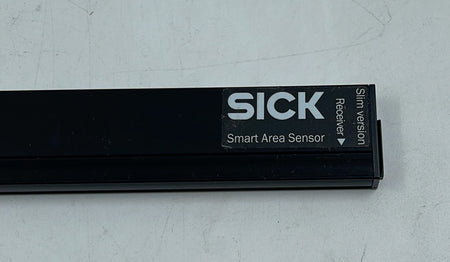 SICK
Smart Area Sensor
Slim version
Receiver ▶